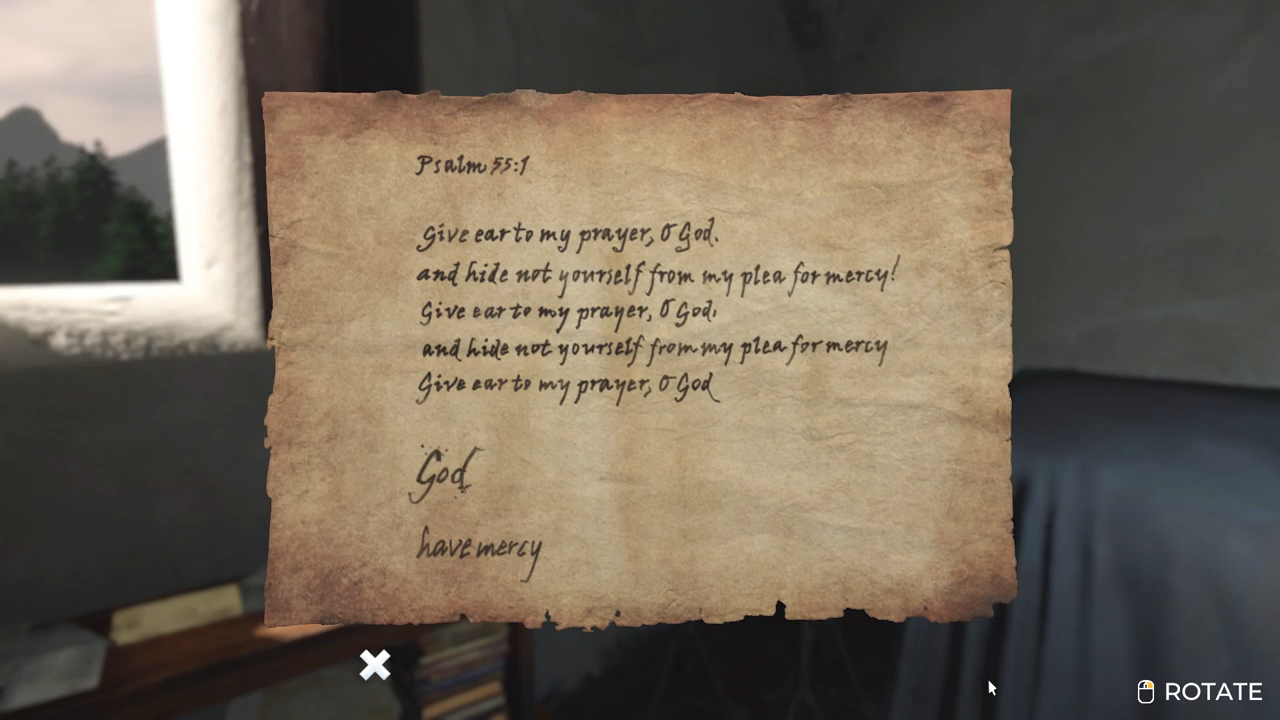 Psalm 55:1
Give ear to my prayer, O God.
and hide not yourself from my plea for mercy!
Give ear to my prayer, O God.
and hide not yourself from my plea for mercy
Give ear to my prayer, O God
God
have mercy
ROTATE